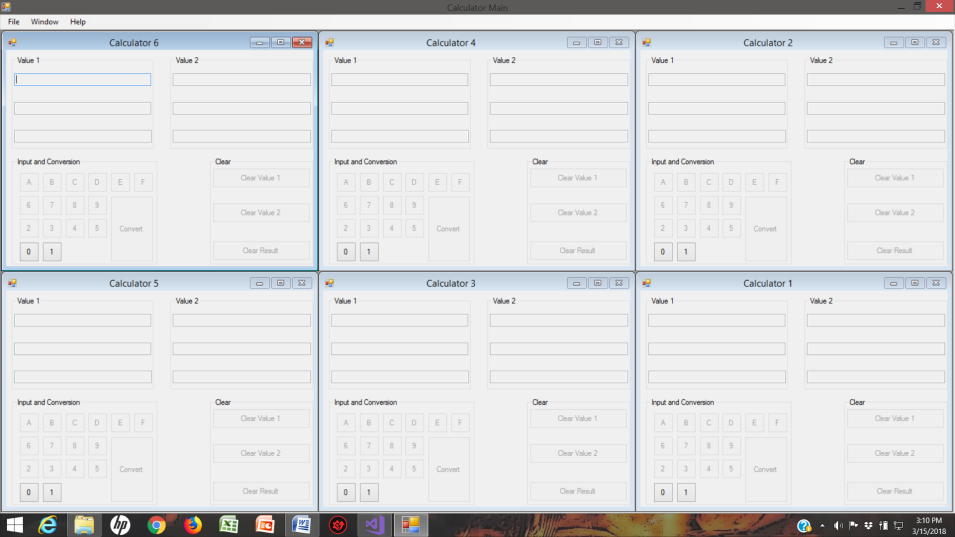 Calculator Main
File Window Help
Calculator 6
Value 1 Value 2
Input and Conversion Clear
A B C D E F Clear Value 1
6 7 8 9 Clear Value 2
2 3 4 5 Convert
0 1 Clear Result
Calculator 4
Value 1 Value 2
Input and Conversion Clear
A B C D E F Clear Value 1
6 7 8 9 Clear Value 2
2 3 4 5 Convert
0 1 Clear Result
Calculator 2
Value 1 Value 2
Input and Conversion Clear
A B C D E F Clear Value 1
6 7 8 9 Clear Value 2
2 3 4 5 Convert
0 1 Clear Result
Calculator 5
Value 1 Value 2
Input and Conversion Clear
A B C D E F Clear Value 1
6 7 8 9 Clear Value 2
2 3 4 5 Convert
0 1 Clear Result
Calculator 3
Value 1 Value 2
Input and Conversion Clear
A B C D E F Clear Value 1
6 7 8 9 Clear Value 2
2 3 4 5 Convert
0 1 Clear Result
Calculator 1
Value 1 Value 2
Input and Conversion Clear
A B C D E F Clear Value 1
6 7 8 9 Clear Value 2
2 3 4 5 Convert
0 1 Clear Result
3:10 PM
3/15/2018